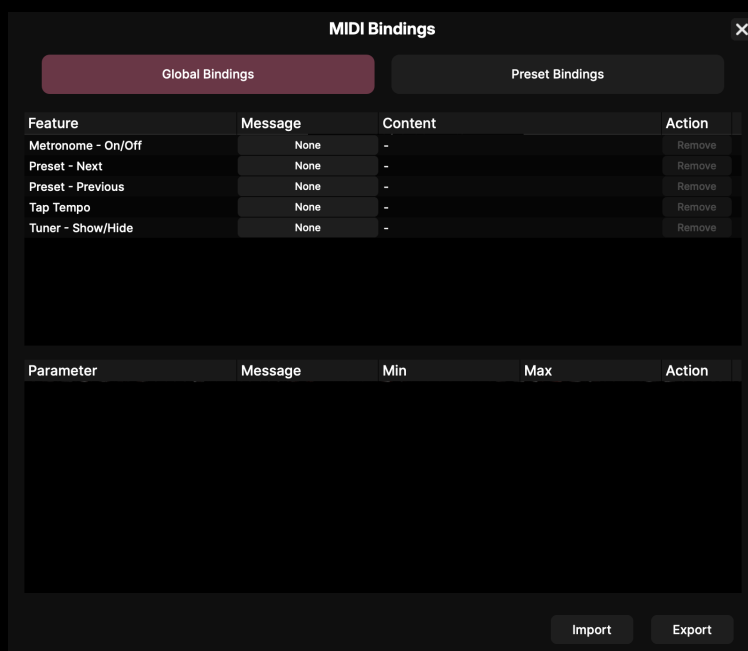 MIDI Bindings
Global Bindings Preset Bindings
Feature Message Content Action
Metronome - On/Off None - Remove
Preset - Next None - Remove
Preset - Previous None - Remove
Tap Tempo None - Remove
Tuner - Show/Hide None - Remove
Parameter Message Min Max Action
Import Export